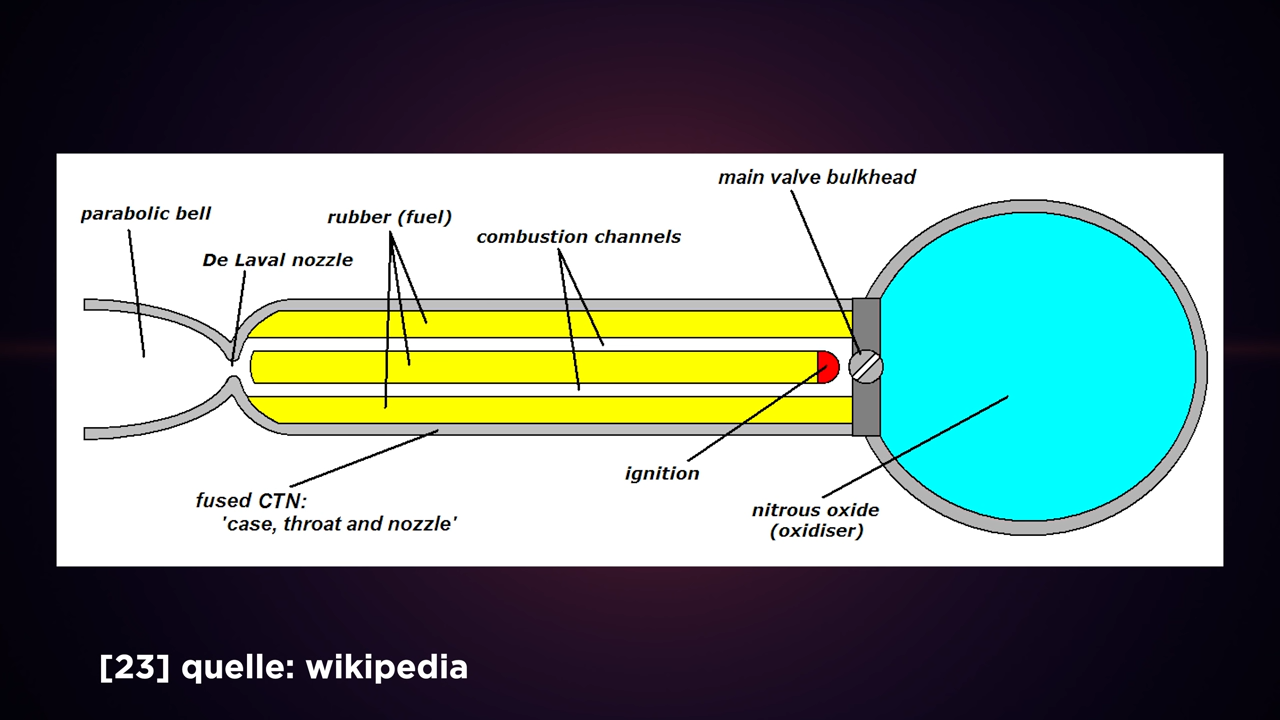 main valve bulkhead
parabolic bell
rubber (fuel)
combustion channels
De Laval nozzle
ignition
fused CTN:
'case, throat and nozzle'
nitrous oxide
(oxidiser)
[23] quelle: wikipedia